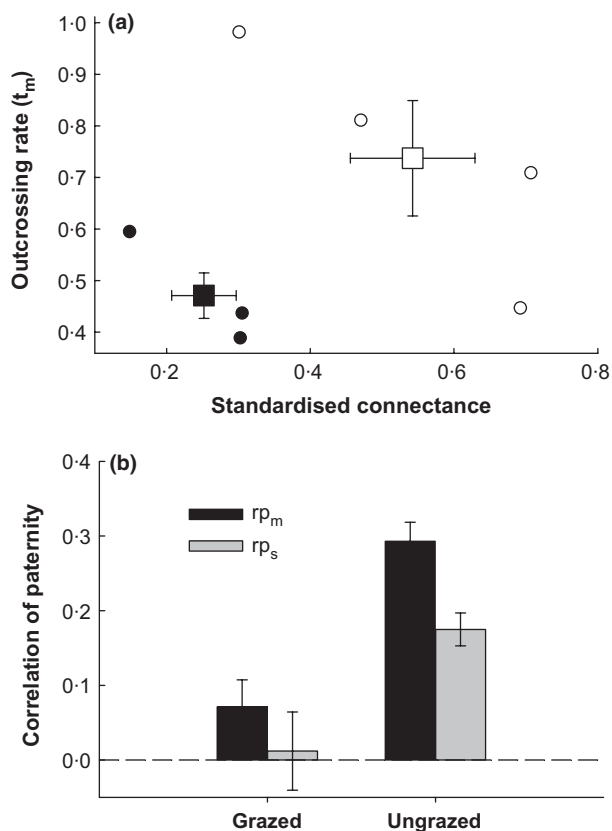 (a)
Outcrossing rate (tm)
1·0
0·9
0·8
0·7
0·6
0·5
0·4
0·2
0·4
0·6
0·8
Standardised connectance
(b)
Correlation of paternity
0·4
0·3
0·2
0·1
0·0
rpm
rps
Grazed
Ungrazed